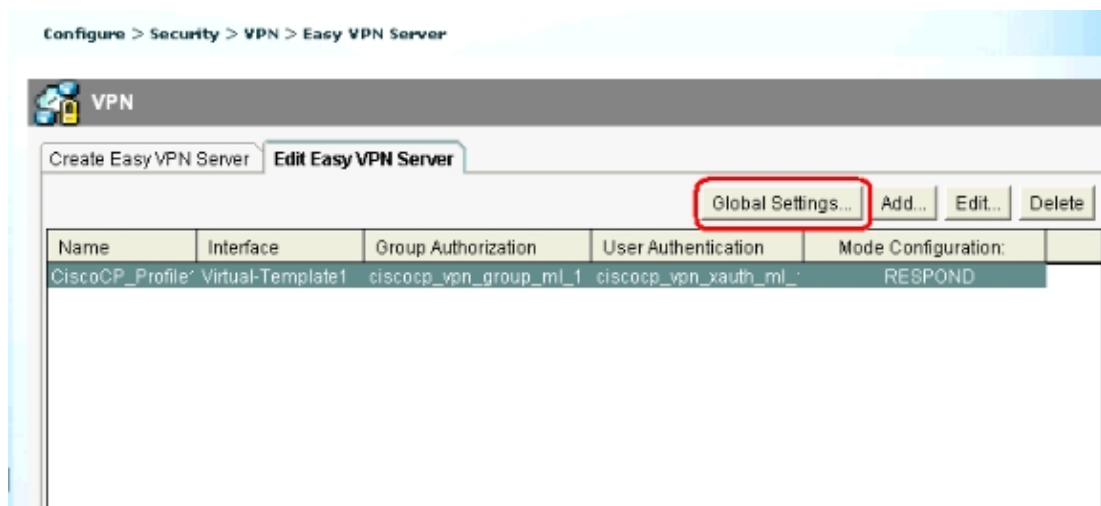 Configure > Security > VPN > Easy VPN Server
VPN
Create Easy VPN Server Edit Easy VPN Server
Global Settings... Add... Edit... Delete
Name Interface Group Authorization User Authentication Mode Configuration:
CiscoCP_Profile1 Virtual-Template1 ciscocp_vpn_group_ml_1 ciscocp_vpn_xauth_ml_ RESPOND